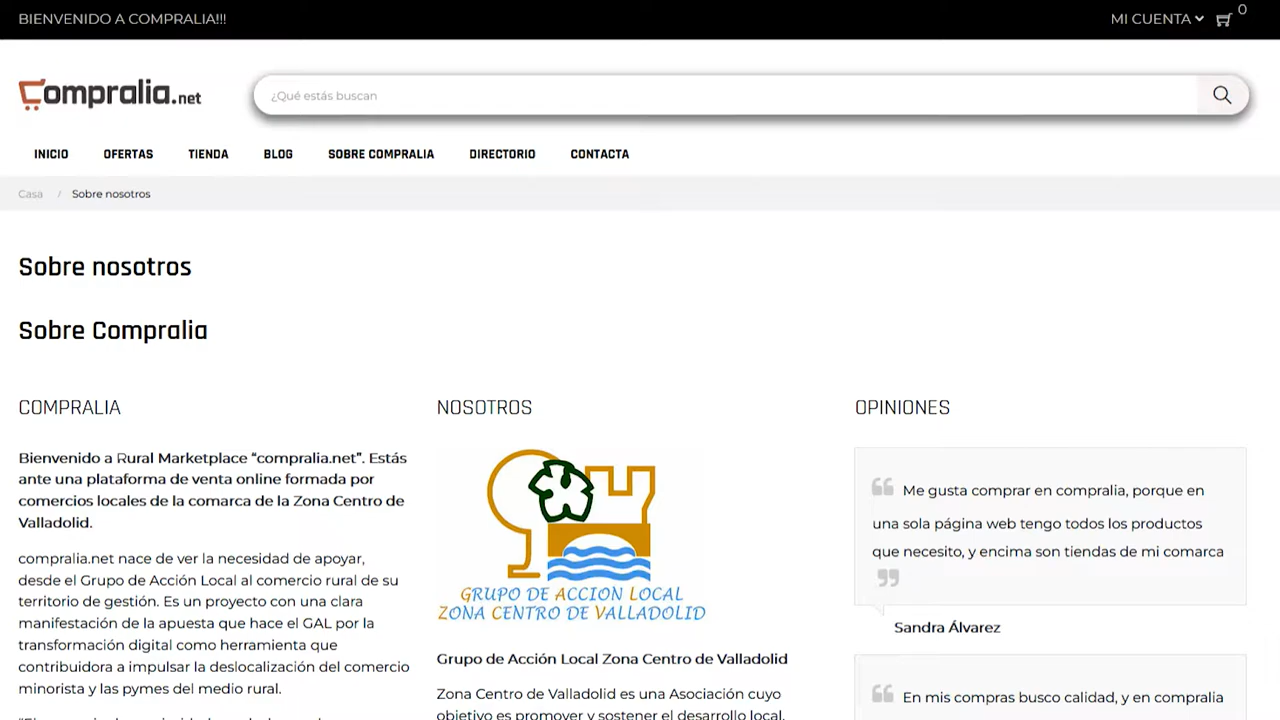 BIENVENIDO A COMPRALIA!!!
MI CUENTA
0
Compralia.net
¿Qué estás buscan
INICIO
OFERTAS
TIENDA
BLOG
SOBRE COMPRALIA
DIRECTORIO
CONTACTA
Casa / Sobre nosotros
Sobre nosotros
Sobre Compralia
COMPRALIA
Bienvenido a Rural Marketplace “compralia.net”. Estás
ante una plataforma de venta online formada por
comercios locales de la comarca de la Zona Centro de
Valladolid.
compralia.net nace de ver la necesidad de apoyar,
desde el Grupo de Acción Local al comercio rural de su
territorio de gestión. Es un proyecto con una clara
manifestación de la apuesta que hace el GAL por la
transformación digital como herramienta que
contribuidora a impulsar la deslocalización del comercio
minorista y las pymes del medio rural.
NOSOTROS
GRUPO DE ACCION LOCAL
ZONA CENTRO DE VALLADOLID
Grupo de Acción Local Zona Centro de Valladolid
Zona Centro de Valladolid es una Asociación cuyo
objetivo es promover y sostener el desarrollo local,
OPINIONES
“ Me gusta comprar en compralia, porque en
una sola página web tengo todos los productos
que necesito, y encima son tiendas de mi comarca
”
Sandra Álvarez
“ En mis compras busco calidad, y en compralia